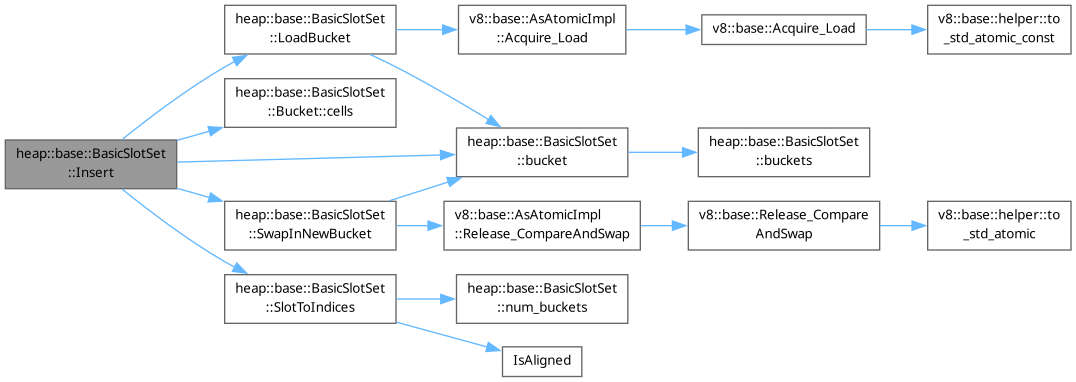 heap::base::BasicSlotSet
::Insert
heap::base::BasicSlotSet
::LoadBucket
v8::base::AsAtomicImpl
::Acquire_Load
v8::base::Acquire_Load
v8::base::helper::to
_std_atomic_const
heap::base::BasicSlotSet
::Bucket::cells
heap::base::BasicSlotSet
::bucket
heap::base::BasicSlotSet
::buckets
heap::base::BasicSlotSet
::SwapInNewBucket
v8::base::AsAtomicImpl
::Release_CompareAndSwap
v8::base::Release_Compare
AndSwap
v8::base::helper::to
_std_atomic
heap::base::BasicSlotSet
::SlotToIndices
heap::base::BasicSlotSet
::num_buckets
IsAligned